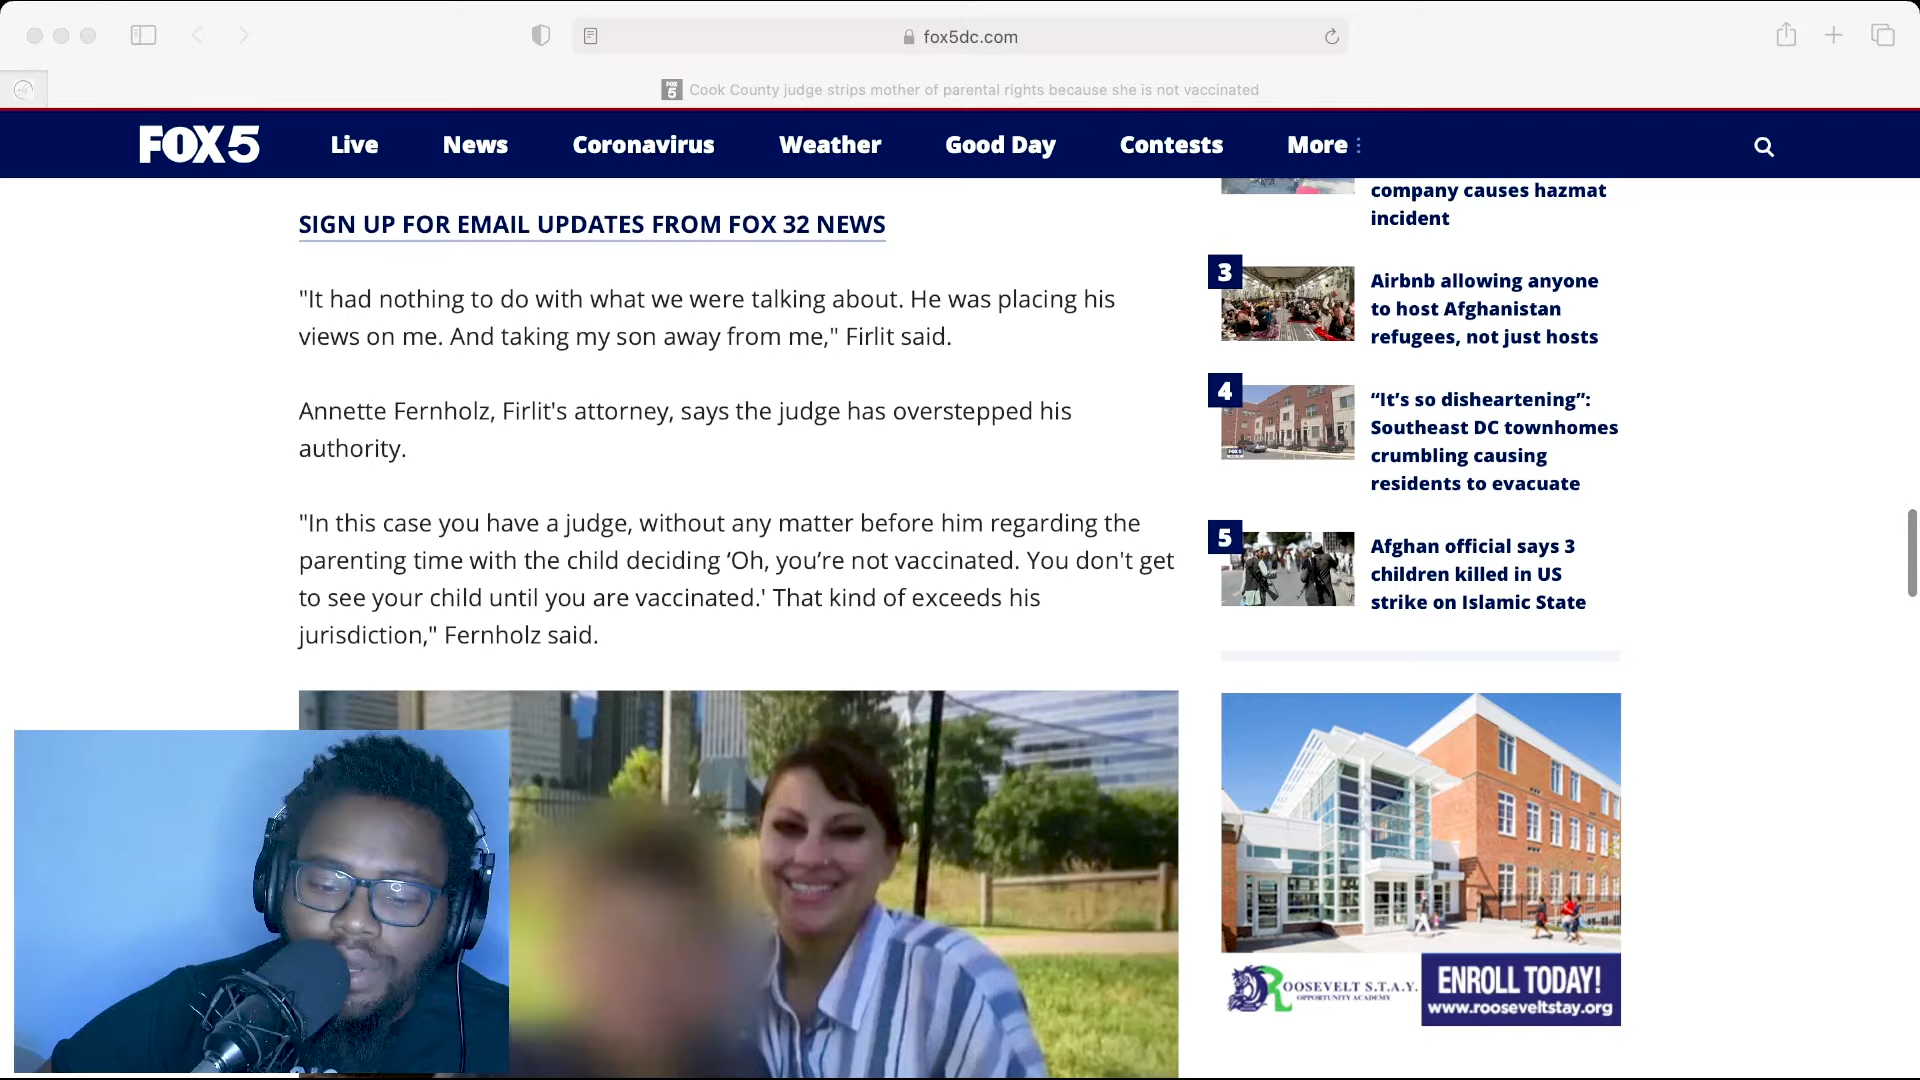 fox5dc.com
FOX 5
Cook County judge strips mother of parental rights because she is not vaccinated
FOX5
Live
News
Coronavirus
Weather
Good Day
Contests
More
SIGN UP FOR EMAIL UPDATES FROM FOX 32 NEWS
"It had nothing to do with what we were talking about. He was placing his
views on me. And taking my son away from me," Firlit said.
Annette Fernholz, Firlit's attorney, says the judge has overstepped his
authority.
"In this case you have a judge, without any matter before him regarding the
parenting time with the child deciding ‘Oh, you’re not vaccinated. You don't get
to see your child until you are vaccinated.' That kind of exceeds his
jurisdiction," Fernholz said.
company causes hazmat
incident
3
Airbnb allowing anyone
to host Afghanistan
refugees, not just hosts
4
“It’s so disheartening”:
Southeast DC townhomes
crumbling causing
residents to evacuate
5
Afghan official says 3
children killed in US
strike on Islamic State
ROOSEVELT S.T.A.Y.
OPPORTUNITY ACADEMY
ENROLL TODAY!
www.rooseveltstay.org